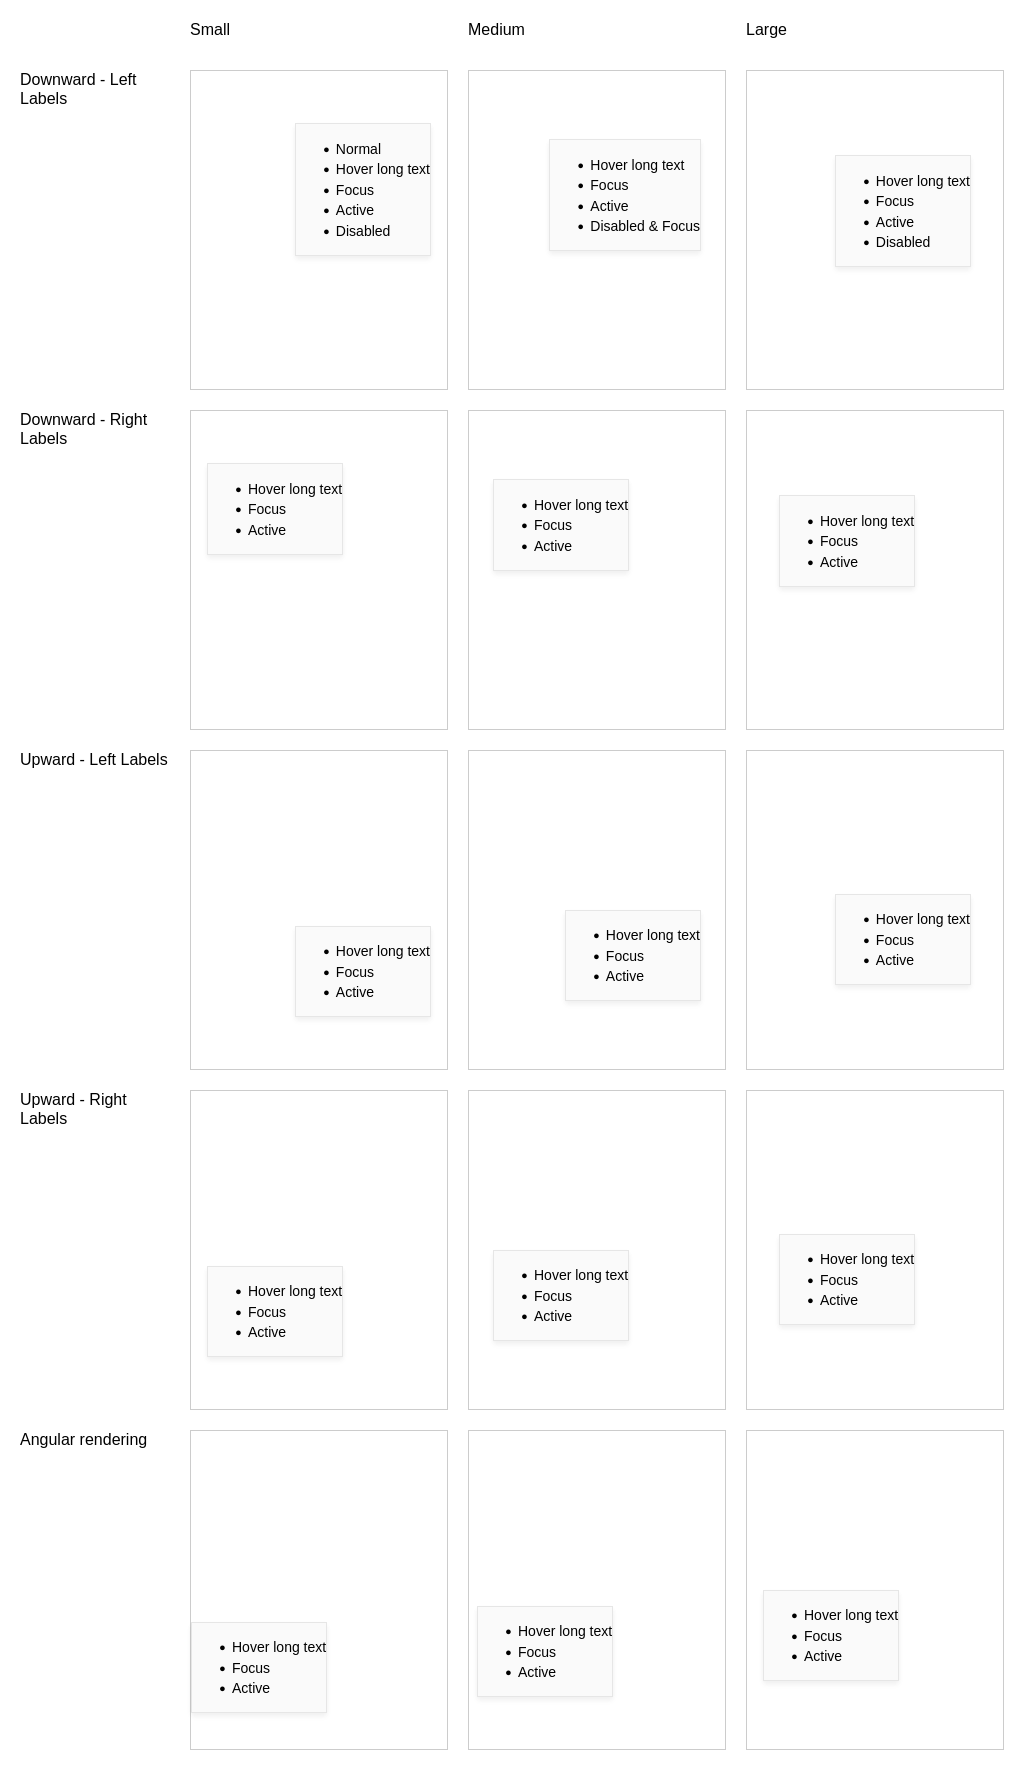 Small
Medium
Large
Downward - Left
Labels
Normal
Hover long text
Focus
Active
Disabled
Hover long text
Focus
Active
Disabled & Focus
Hover long text
Focus
Active
Disabled
Downward - Right
Labels
Hover long text
Focus
Active
Hover long text
Focus
Active
Hover long text
Focus
Active
Upward - Left Labels
Hover long text
Focus
Active
Hover long text
Focus
Active
Hover long text
Focus
Active
Upward - Right
Labels
Hover long text
Focus
Active
Hover long text
Focus
Active
Hover long text
Focus
Active
Angular rendering
Hover long text
Focus
Active
Hover long text
Focus
Active
Hover long text
Focus
Active